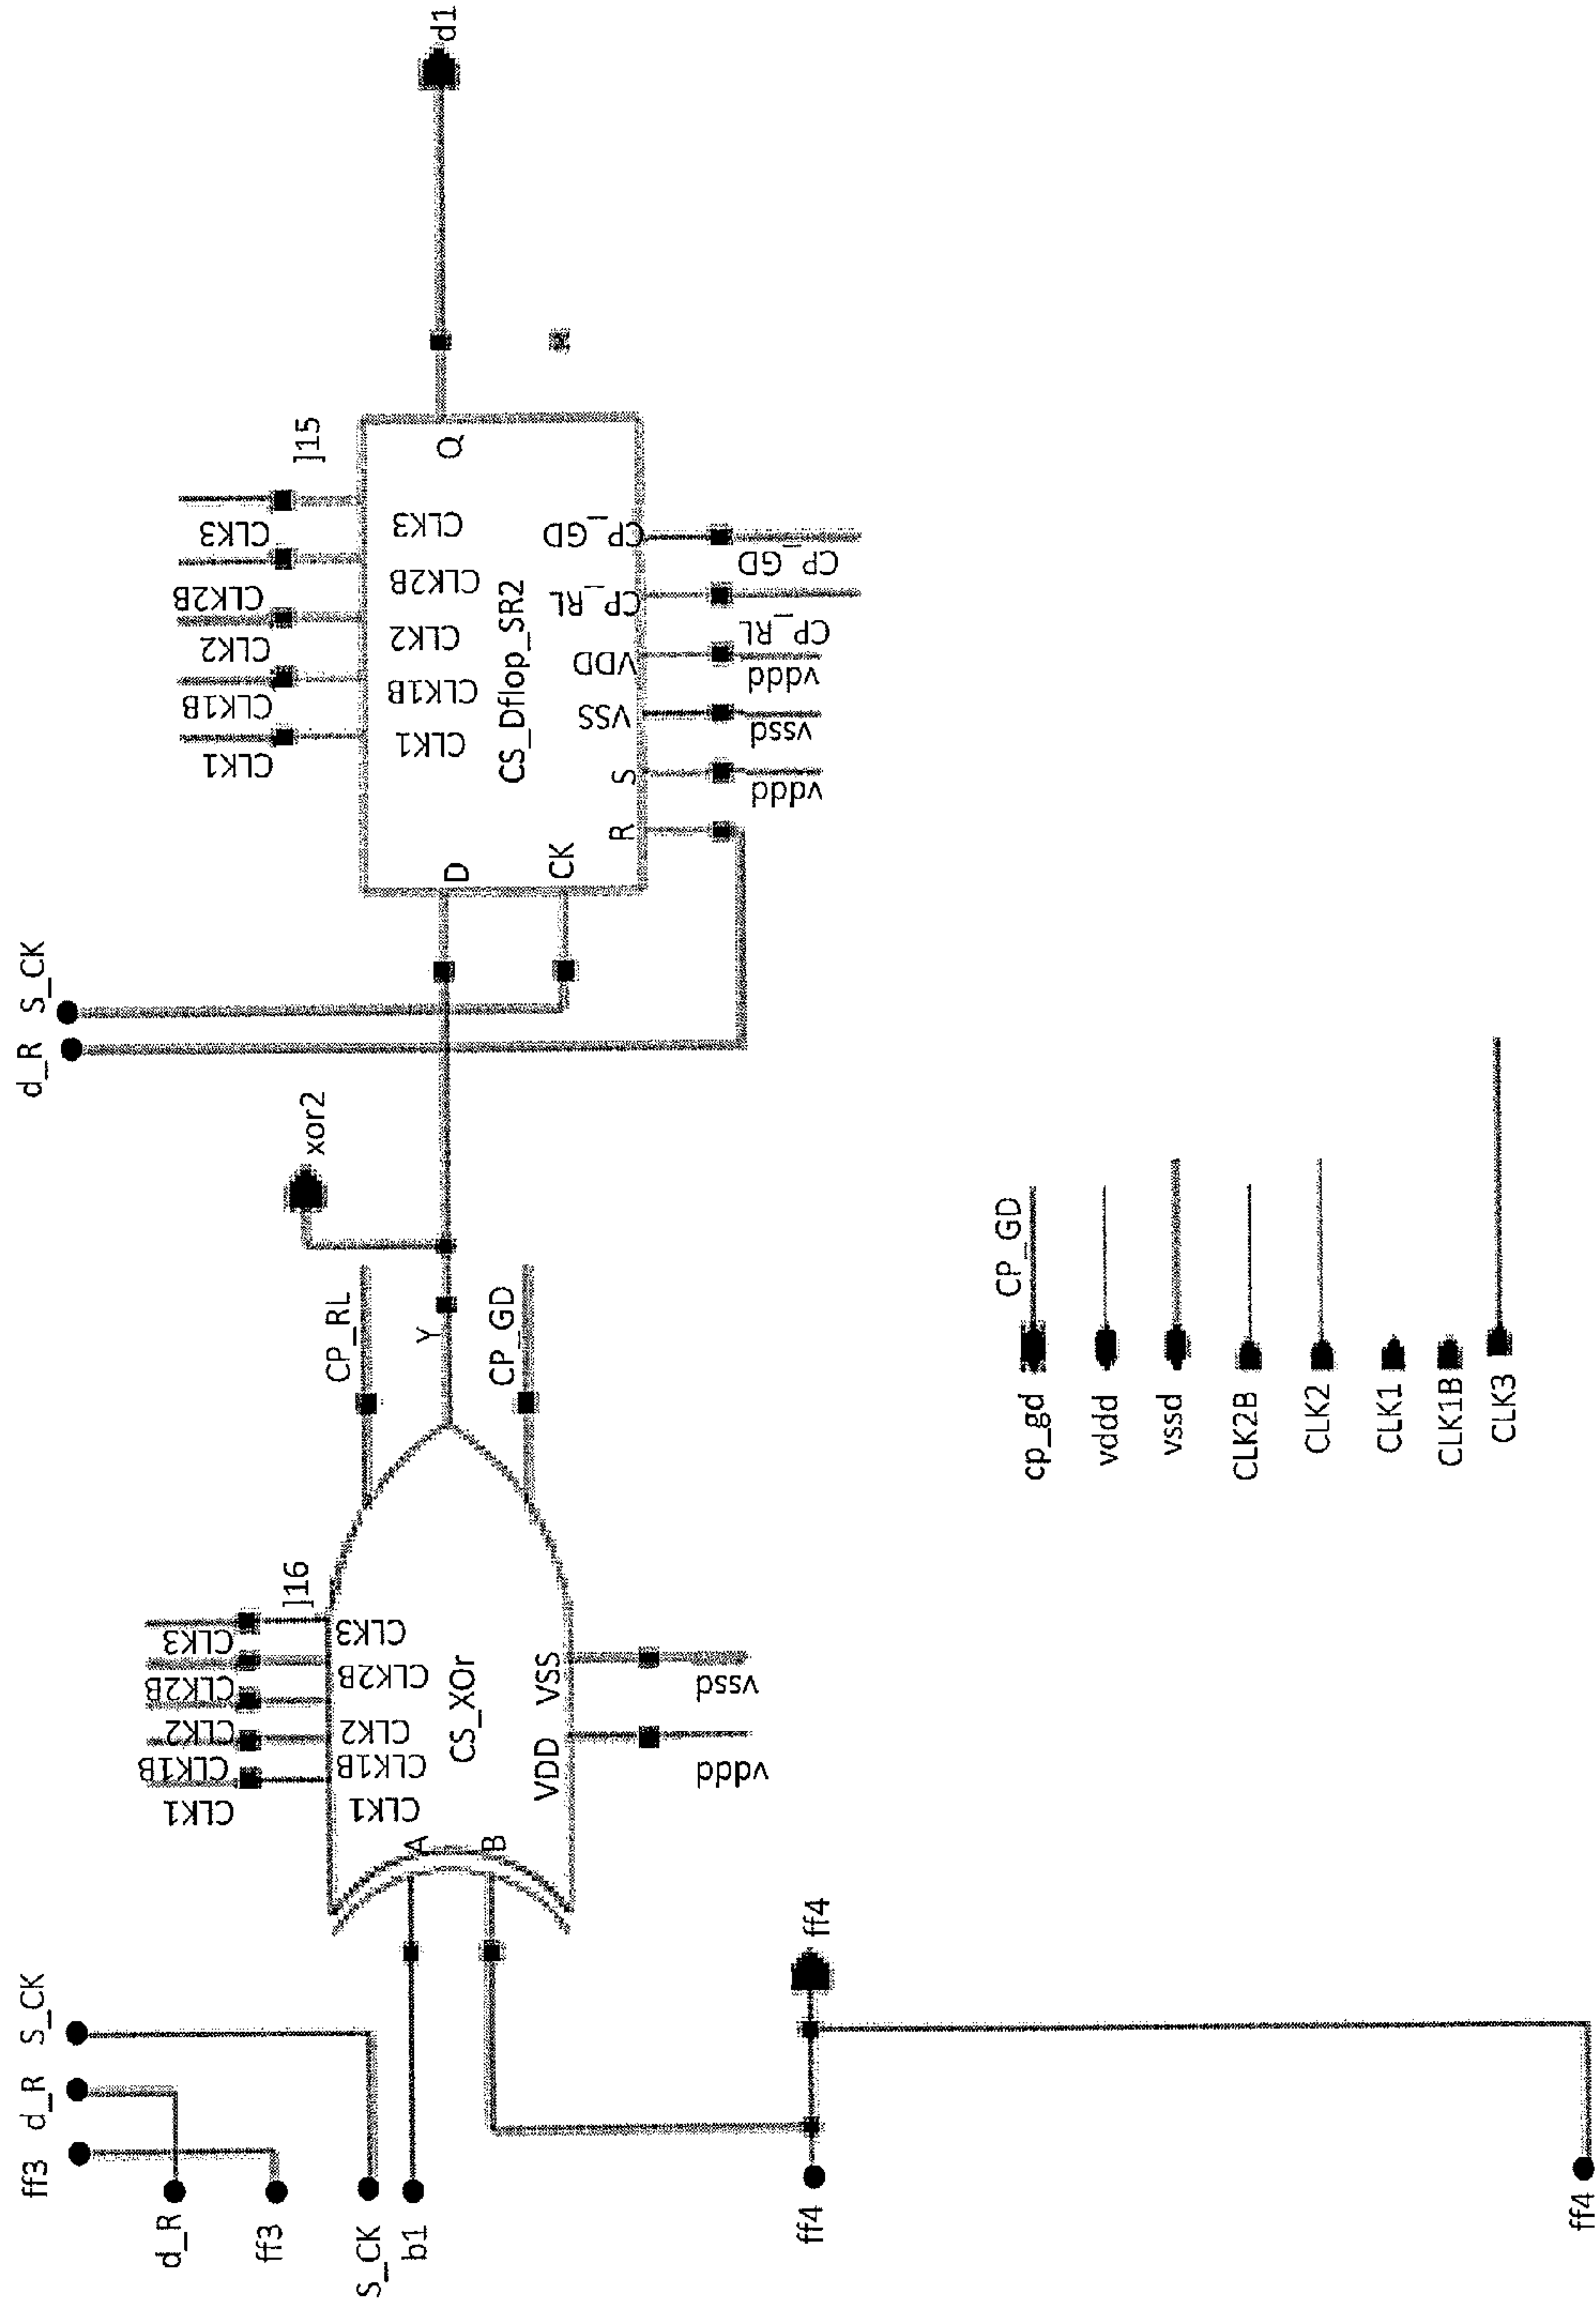 ff3
d_R
S_CK
d_R
ff3
S_CK
b1
ff4
ff4
ff4
CLK1
CLK1B
CLK2
CLK2B
CLK3
]16
CLK1
CLK1B
CLK2
CLK2B
CLK3
A
B
CS_XOr
VDD
VSS
vddd
vssd
CP_RL
Y
CP_GD
xor2
d_R
S_CK
D
CK
CLK1
CLK1B
CLK2
CLK2B
CLK3
]15
CLK1
CLK1B
CLK2
CLK2B
CLK3
CS_Dflop_SR2
Q
R
S
VSS
VDD
CP_RL
CP_GD
vddd
vssd
vddd
CP_RL
CP_GD
d1
cp_gd
CP_GD
vddd
vssd
CLK2B
CLK2
CLK1
CLK1B
CLK3